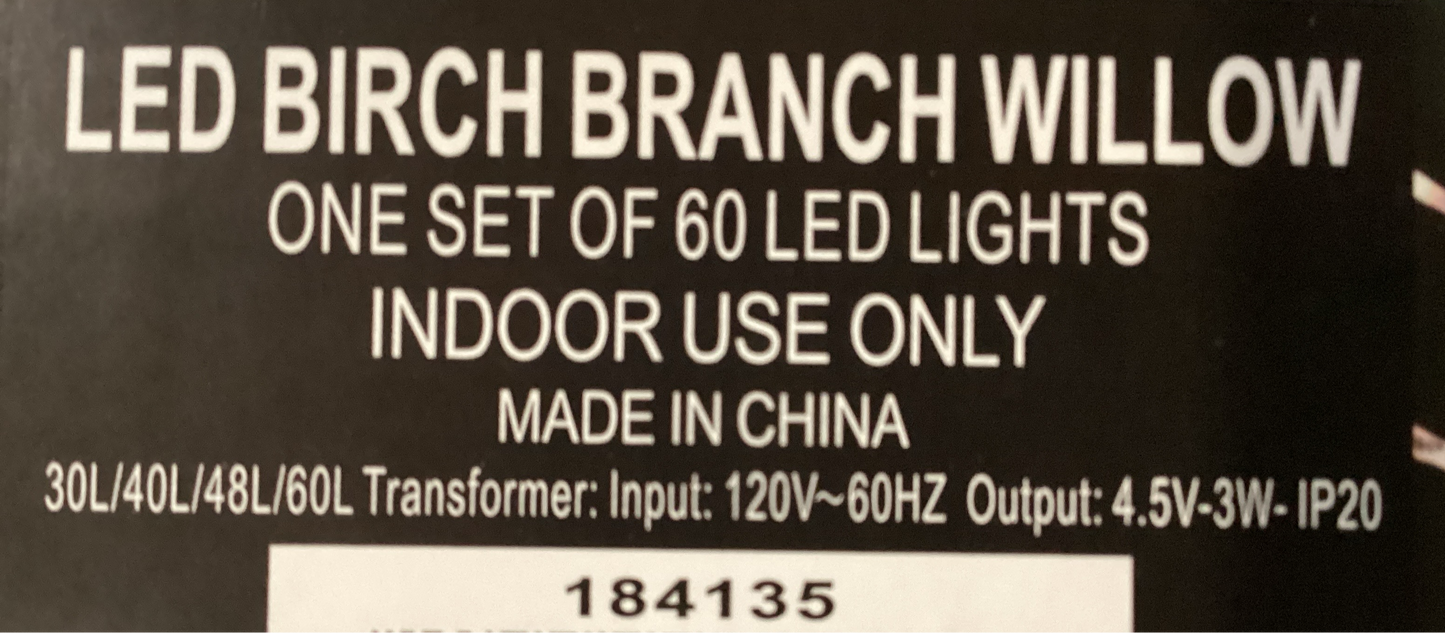 LED BIRCH BRANCH WILLOW
ONE SET OF 60 LED LIGHTS
INDOOR USE ONLY
MADE IN CHINA
30L/40L/48L/60L Transformer: Input: 120V~60HZ Output: 4.5V-3W- IP20
184135